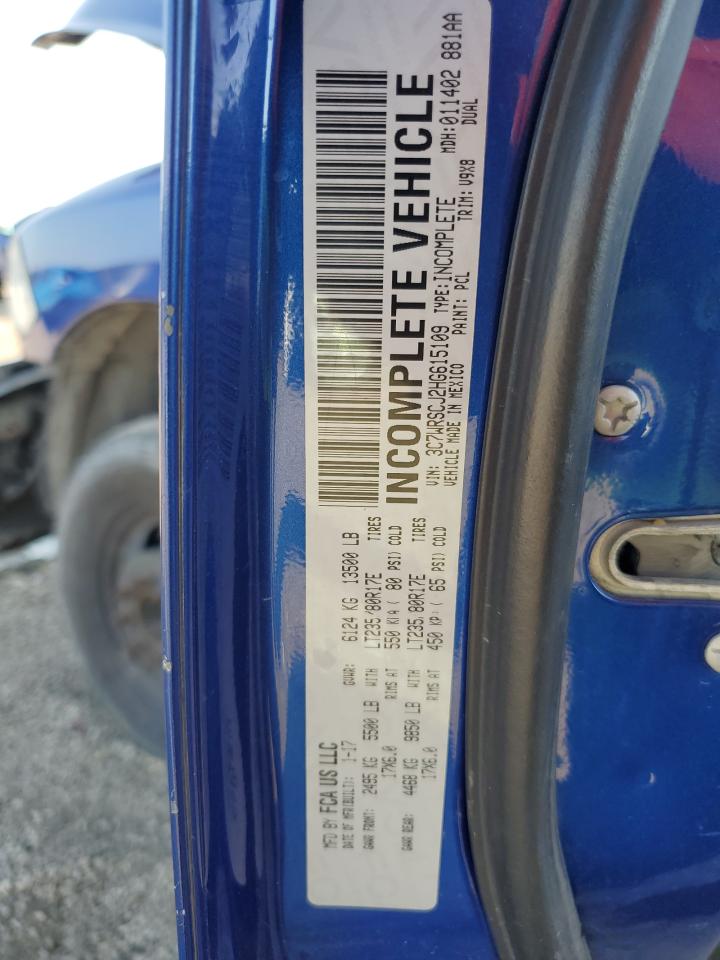 MFD BY FCA US LLC
DATE OF MFR(BUILT): 1-17 GVWR: 6124 KG 13500 LB
GAWR FRONT: 2495 KG 5500 LB WITH LT235/80R17E TIRES
17X6.0 RIMS AT 550 KPA( 80 PSI) COLD
GAWR REAR: 4468 KG 9850 LB WITH LT235/80R17E TIRES
17X6.0 RIMS AT 450 KPA( 65 PSI) COLD
INCOMPLETE VEHICLE
VIN: 3C7WRSCJ2HG615109 TYPE:INCOMPLETE MDH:011402 881AA
VEHICLE MADE IN MEXICO PAINT: PCL TRIM: V9X8 DUAL